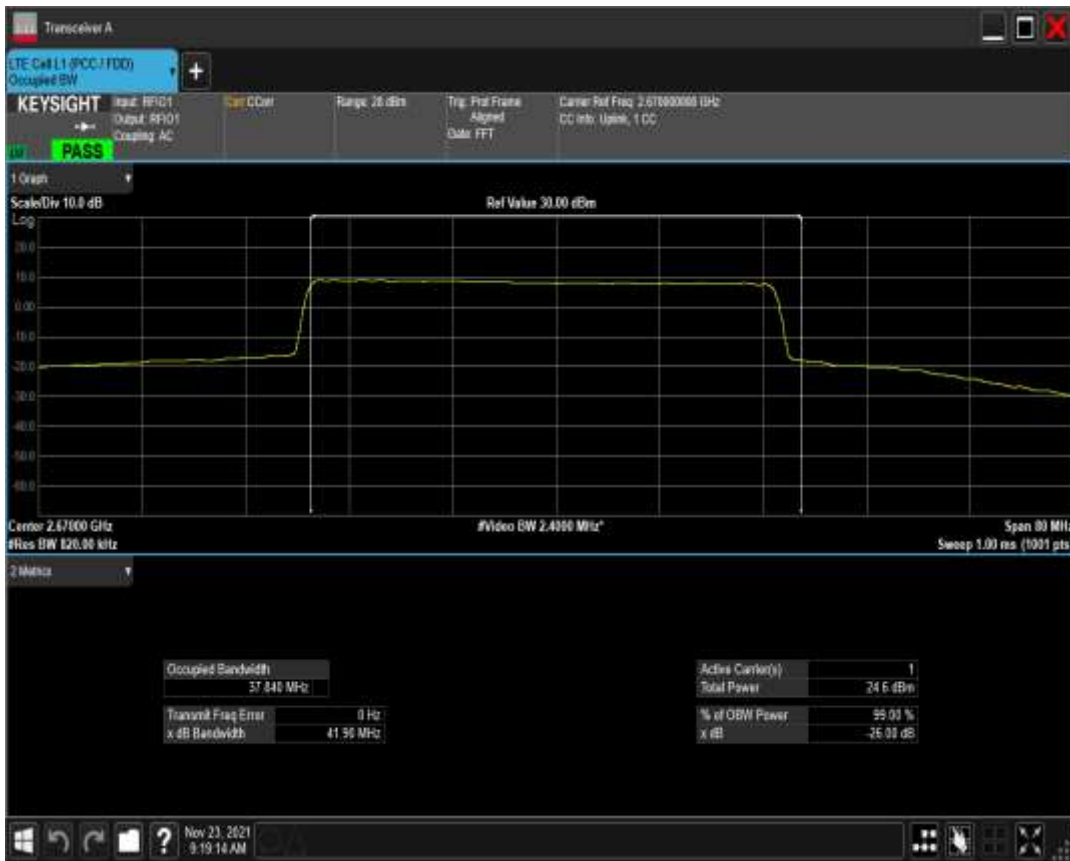 Transceiver A
LTE Cell L1 (PCC / FDD)
Occupied BW
+
KEYSIGHT
Input: RFIO1
Output: RFIO1
Coupling: AC
Corr CCorr
Range: 28 dBm
Trig: Prot Frame
Aligned
Gate: FFT
Carrier Ref Freq: 2.670000000 GHz
CC Info: Uplink, 1 CC
PASS
1 Graph
Scale/Div 10.0 dB
Ref Value 30.00 dBm
Log
20.0
10.0
0.00
-10.0
-20.0
-30.0
-40.0
-50.0
-60.0
Center 2.67000 GHz
#Video BW 2.4000 MHz*
Span 80 MHz
#Res BW 820.00 kHz
Sweep 1.00 ms (1001 pts
2 Metrics
Occupied Bandwidth
37.840 MHz
Transmit Freq Error 0 Hz
x dB Bandwidth 41.90 MHz
Active Carrier(s) 1
Total Power 24.6 dBm
% of OBW Power 99.00 %
x dB -26.00 dB
?
Nov 23, 2021
9:19:14 AM